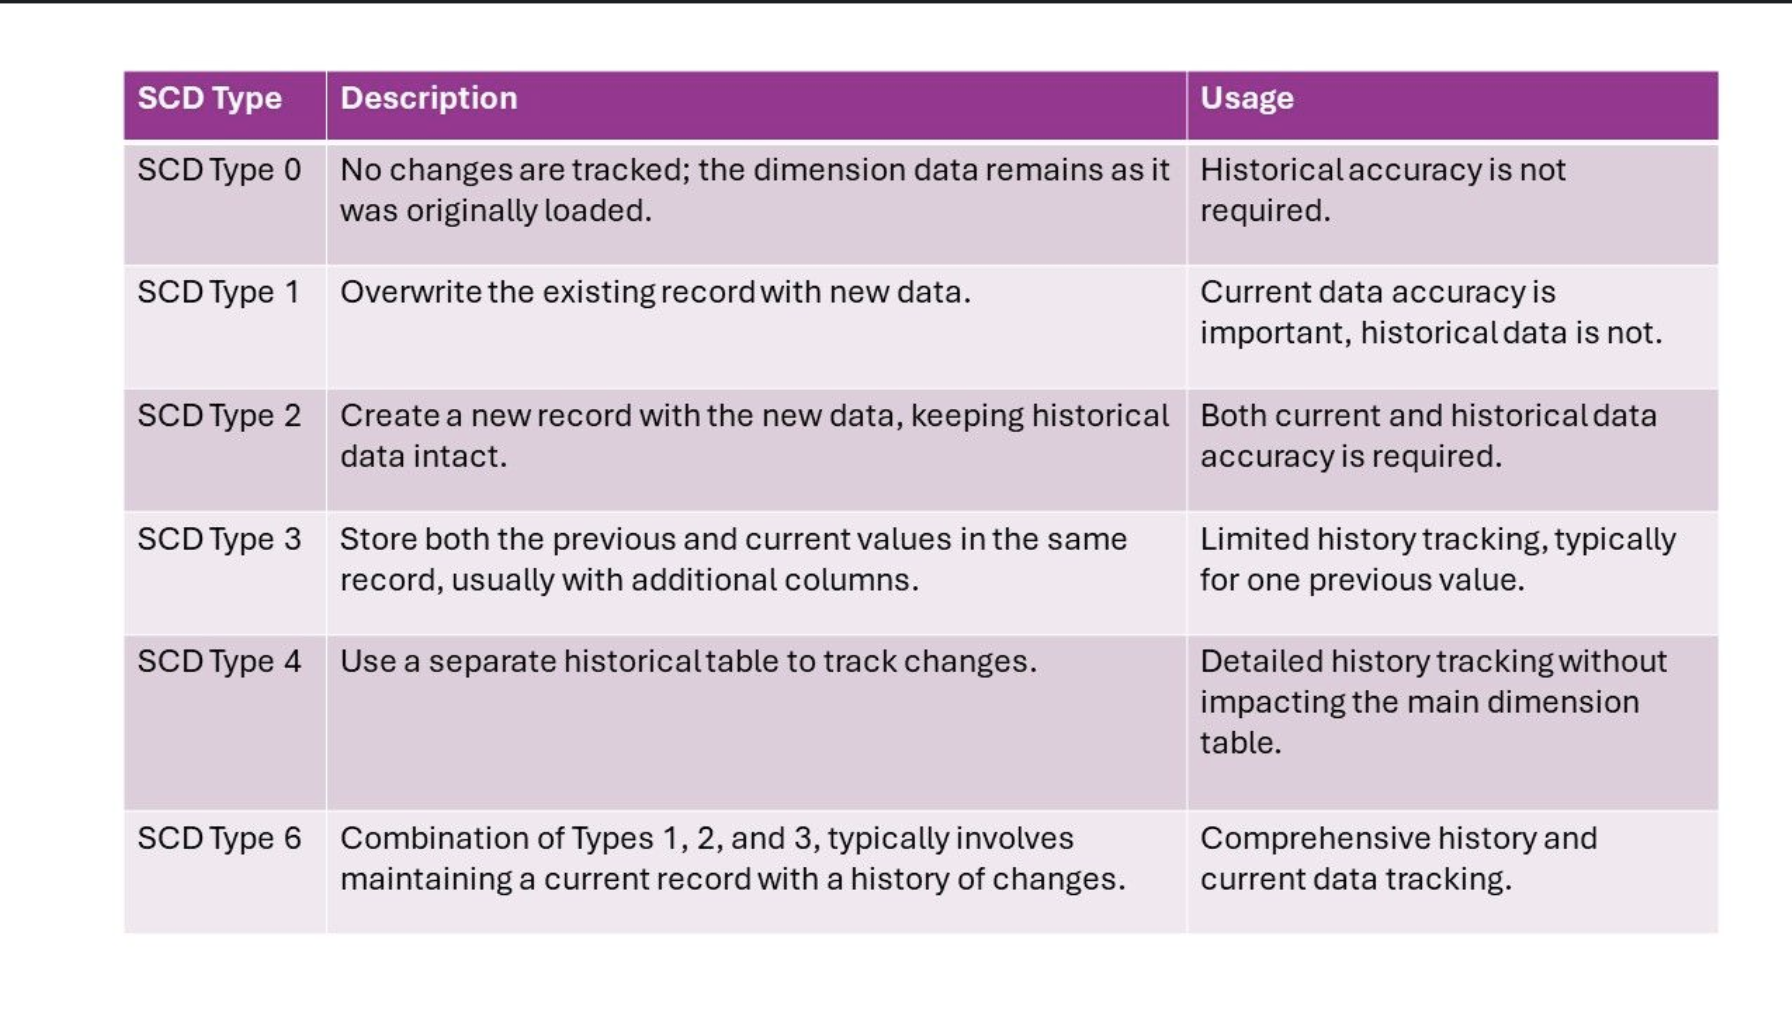 SCD Type
Description
Usage
SCD Type 0
No changes are tracked; the dimension data remains as it
was originally loaded.
Historical accuracy is not
required.
SCD Type 1
Overwrite the existing record with new data.
Current data accuracy is
important, historical data is not.
SCD Type 2
Create a new record with the new data, keeping historical
data intact.
Both current and historical data
accuracy is required.
SCD Type 3
Store both the previous and current values in the same
record, usually with additional columns.
Limited history tracking, typically
for one previous value.
SCD Type 4
Use a separate historical table to track changes.
Detailed history tracking without
impacting the main dimension
table.
SCD Type 6
Combination of Types 1, 2, and 3, typically involves
maintaining a current record with a history of changes.
Comprehensive history and
current data tracking.